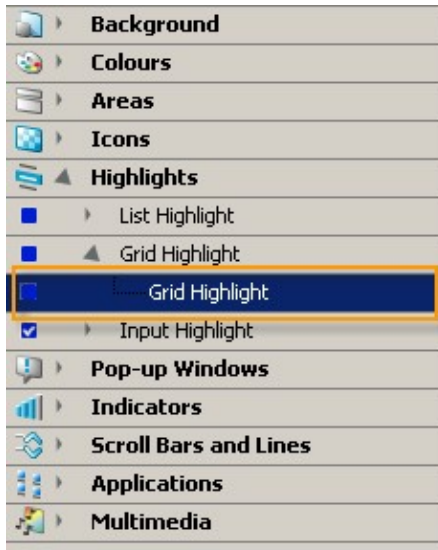 Background
Colours
Areas
Icons
Highlights
List Highlight
Grid Highlight
Grid Highlight
Input Highlight
Pop-up Windows
Indicators
Scroll Bars and Lines
Applications
Multimedia